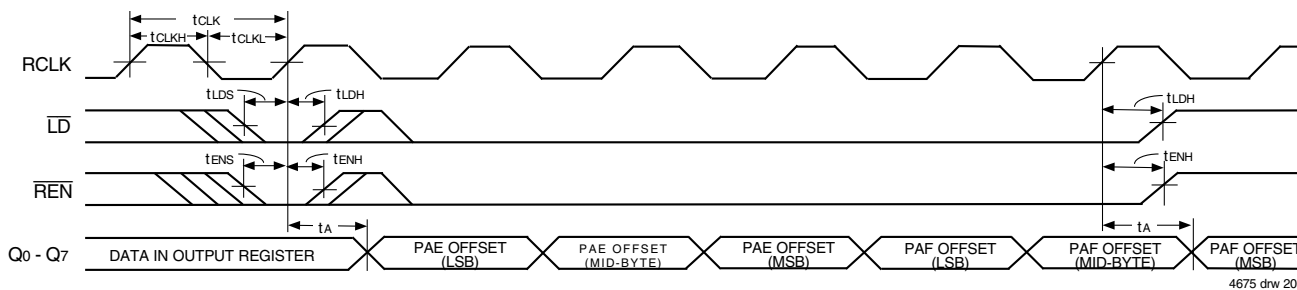 tCLK
tCLKH
tCLKL
RCLK
tLDS
tLDH
tLDH
LD
tENS
tENH
tENH
REN
tA
tA
Q0 - Q7
DATA IN OUTPUT REGISTER
PAE OFFSET
(LSB)
PAE OFFSET
(MID-BYTE)
PAE OFFSET
(MSB)
PAF OFFSET
(LSB)
PAF OFFSET
(MID-BYTE)
PAF OFFSET
(MSB)
4675 drw 20